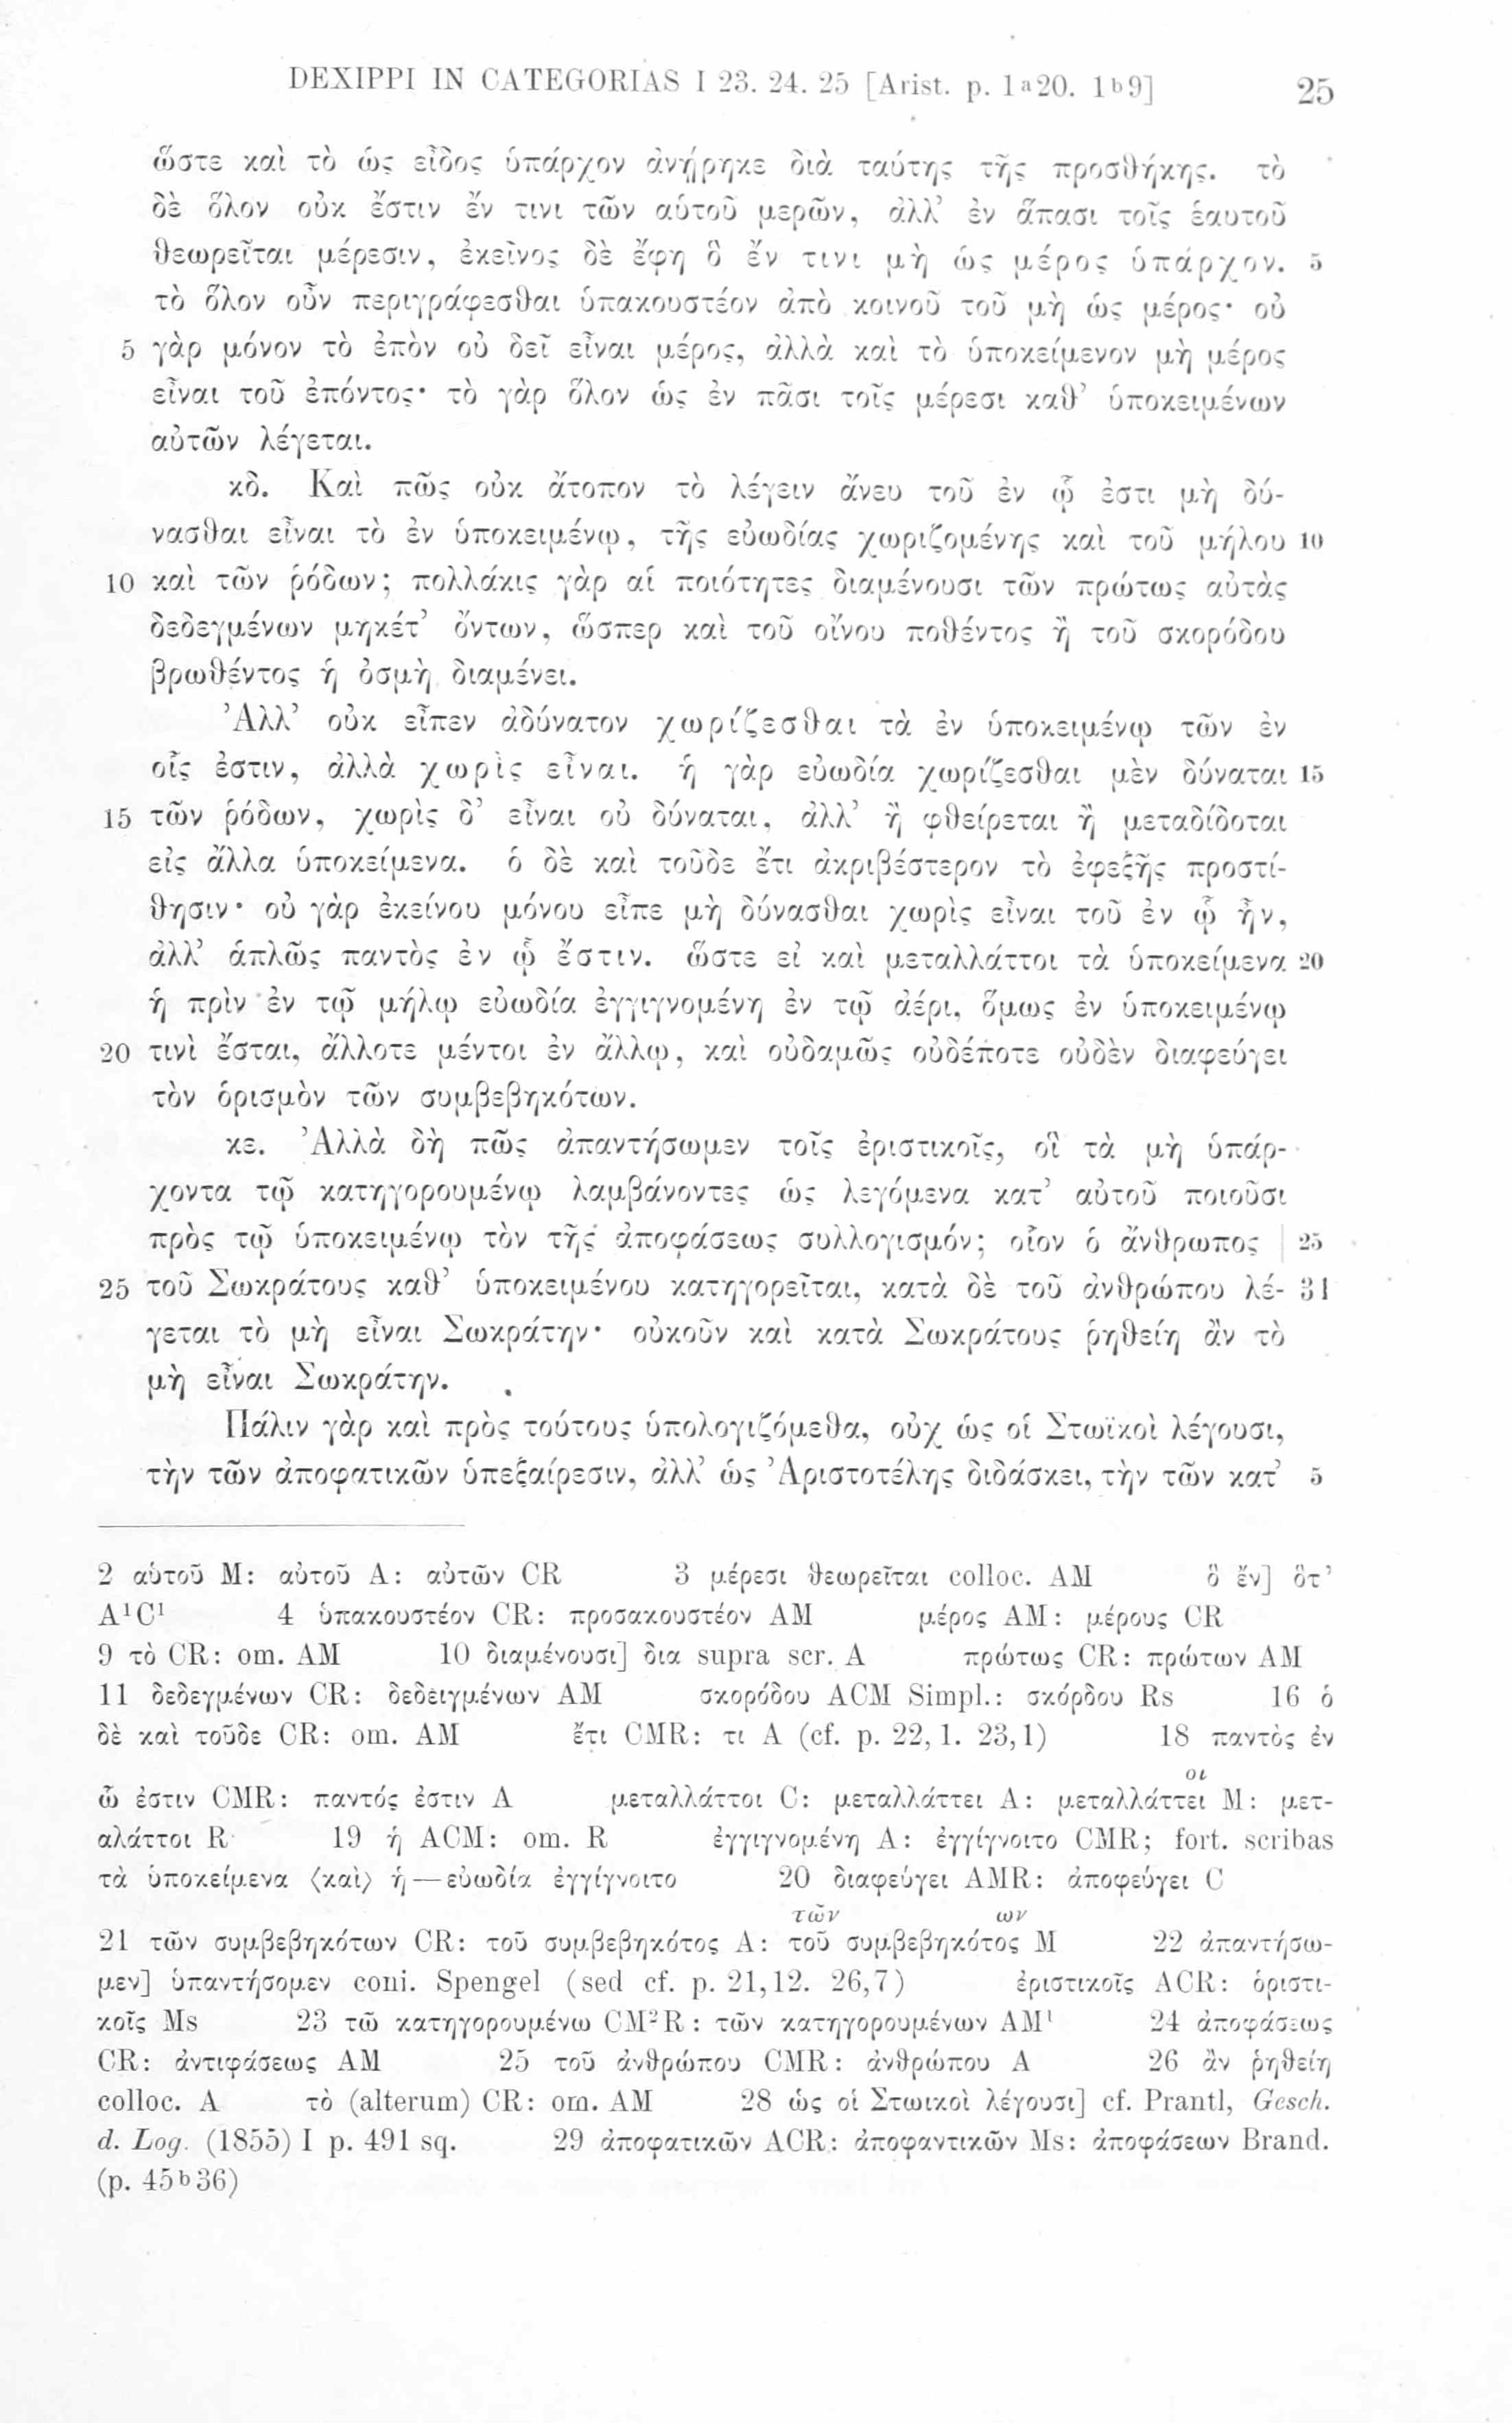 DEXIPPI IN CATEGORIAS I 23. 24. 25 [Arist. p. 1a20. 1b9] 25
ὥστε καὶ τὸ ὡς εἶδος ὑπάρχον ἀνῄρηκε διὰ ταύτης τῆς προσθήκης. τὸ
δὲ ὅλον οὐκ ἔστιν ἔν τινι τῶν αὑτοῦ μερῶν, ἀλλ’ ἐν ἅπασι τοῖς ἑαυτοῦ
θεωρεῖται μέρεσιν, ἐκεῖνος δὲ ἔφη ὃ ἔν τινι μὴ ὡς μέρος ὑπάρχον. 5
τὸ ὅλον οὖν περιγράφεσθαι ὑπακουστέον ἀπὸ κοινοῦ τοῦ μὴ ὡς μέρος· οὐ
5 γὰρ μόνον τὸ ἐπὸν οὐ δεῖ εἶναι μέρος, ἀλλὰ καὶ τὸ ὑποκείμενον μὴ μέρος
εἶναι τοῦ ἐπόντος· τὸ γὰρ ὅλον ὡς ἐν πᾶσι τοῖς μέρεσι καθ’ ὑποκειμένων
αὐτῶν λέγεται.
κδ. Καὶ πῶς οὐκ ἄτοπον τὸ λέγειν ἄνευ τοῦ ἐν ᾧ ἐστι μὴ δύ-
νασθαι εἶναι τὸ ἐν ὑποκειμένῳ, τῆς εὐωδίας χωριζομένης καὶ τοῦ μήλου 10
10 καὶ τῶν ῥόδων; πολλάκις γὰρ αἱ ποιότητες διαμένουσι τῶν πρώτως αὐτὰς
δεδεγμένων μηκέτ’ ὄντων, ὥσπερ καὶ τοῦ οἴνου ποθέντος ἢ τοῦ σκορόδου
βρωθέντος ἡ ὀσμὴ διαμένει.
Ἀλλ’ οὐκ εἶπεν ἀδύνατον χωρίζεσθαι τὰ ἐν ὑποκειμένῳ τῶν ἐν
οἷς ἐστιν, ἀλλὰ χωρὶς εἶναι. ἡ γὰρ εὐωδία χωρίζεσθαι μὲν δύναται 15
15 τῶν ῥόδων, χωρὶς δ’ εἶναι οὐ δύναται, ἀλλ’ ἢ φθείρεται ἢ μεταδίδοται
εἰς ἄλλα ὑποκείμενα. ὁ δὲ καὶ τοῦδε ἔτι ἀκριβέστερον τὸ ἐφεξῆς προστί-
θησιν· οὐ γὰρ ἐκείνου μόνου εἶπε μὴ δύνασθαι χωρὶς εἶναι τοῦ ἐν ᾧ ἦν,
ἀλλ’ ἁπλῶς παντὸς ἐν ᾧ ἔστιν. ὥστε εἰ καὶ μεταλλάττοι τὰ ὑποκείμενα 20
ἡ πρὶν ἐν τῷ μήλῳ εὐωδία ἐγγιγνομένη ἐν τῷ ἀέρι, ὅμως ἐν ὑποκειμένῳ
20 τινὶ ἔσται, ἄλλοτε μέντοι ἐν ἄλλῳ, καὶ οὐδαμῶς οὐδέποτε οὐδὲν διαφεύγει
τὸν ὁρισμὸν τῶν συμβεβηκότων.
κε. Ἀλλὰ δὴ πῶς ἀπαντήσωμεν τοῖς ἐριστικοῖς, οἳ τὰ μὴ ὑπάρ-
χοντα τῷ κατηγορουμένῳ λαμβάνοντες ὡς λεγόμενα κατ’ αὐτοῦ ποιοῦσι
πρὸς τῷ ὑποκειμένῳ τὸν τῆς ἀποφάσεως συλλογισμόν; οἷον ὁ ἄνθρωπος | 25
25 τοῦ Σωκράτους καθ’ ὑποκειμένου κατηγορεῖται, κατὰ δὲ τοῦ ἀνθρώπου λέ- 31
γεται τὸ μὴ εἶναι Σωκράτην· οὐκοῦν καὶ κατὰ Σωκράτους ῥηθείη ἂν τὸ
μὴ εἶναι Σωκράτην.
Πάλιν γὰρ καὶ πρὸς τούτους ὑπολογιζόμεθα, οὐχ ὡς οἱ Στωϊκοὶ λέγουσι,
τὴν τῶν ἀποφατικῶν ὑπεξαίρεσιν, ἀλλ’ ὡς Ἀριστοτέλης διδάσκει, τὴν τῶν κατ’ 5
2 αὑτοῦ M: αὐτοῦ A: αὐτῶν CR 3 μέρεσι θεωρεῖται colloc. AM ὃ ἔν] ὅτ’
A¹C¹ 4 ὑπακουστέον CR: προσακουστέον AM μέρος AM: μέρους CR
9 τὸ CR: om. AM 10 διαμένουσι] δια supra scr. A πρώτως CR: πρώτων AM
11 δεδεγμένων CR: δεδειγμένων AM σκορόδου ACM Simpl.: σκόρδου Rs 16 ὁ
δὲ καὶ τοῦδε CR: om. AM ἔτι CMR: τι A (cf. p. 22, 1. 23,1) 18 παντὸς ἐν
οι
ῶ ἐστιν CMR: παντός ἐστιν A μεταλλάττοι C: μεταλλάττει A: μεταλλάττει M: μετ-
αλάττοι R 19 ἡ ACM: om. R ἐγγιγνομένη A: ἐγγίγνοιτο CMR; fort. scribas
τὰ ὑποκείμενα ⟨καὶ⟩ ἡ—εὐωδία ἐγγίγνοιτο 20 διαφεύγει AMR: ἀποφεύγει C
τῶν ων
21 τῶν συμβεβηκότων CR: τοῦ συμβεβηκότος A: τοῦ συμβεβηκότος M 22 ἀπαντήσω-
μεν] ὑπαντήσομεν coni. Spengel (sed cf. p. 21,12. 26,7) ἐριστικοῖς ACR: ὁριστι-
κοῖς Ms 23 τῶ κατηγορουμένω CM²R: τῶν κατηγορουμένων AM¹ 24 ἀποφάσεως
CR: ἀντιφάσεως AM 25 τοῦ ἀνθρώπου CMR: ἀνθρώπου A 26 ἂν ῥηθείη
colloc. A τὸ (alterum) CR: om. AM 28 ὡς οἱ Στωικοὶ λέγουσι] cf. Prantl, Gesch.
d. Log. (1855) I p. 491 sq. 29 ἀποφατικῶν ACR: ἀποφαντικῶν Ms: ἀποφάσεων Brand.
(p. 45b36)